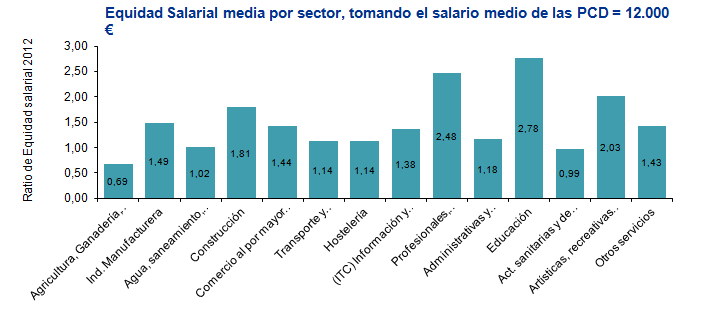 Equidad Salarial media por sector, tomando el salario medio de las PCD = 12.000
€
Ratio de Equidad salarial 2012
3,00
2,50
2,00
1,50
1,00
0,50
0,00
0,69
1,49
1,02
1,81
1,44
1,14
1,14
1,38
2,48
1,18
2,78
0,99
2,03
1,43
Agricultura, Ganadería,..
Ind. Manufacturera
Agua, saneamiento,..
Construcción
Comercio al por mayor..
Transporte y..
Hostelería
(ITC) Información y..
Profesionales,..
Administrativas y..
Educación
Act. sanitarias y de..
Artísticas, recreativas..
Otros servicios